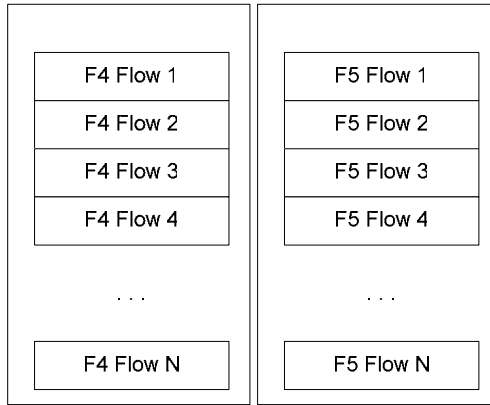 F4 Flow 1
F4 Flow 2
F4 Flow 3
F4 Flow 4
. . .
F4 Flow N
F5 Flow 1
F5 Flow 2
F5 Flow 3
F5 Flow 4
. . .
F5 Flow N